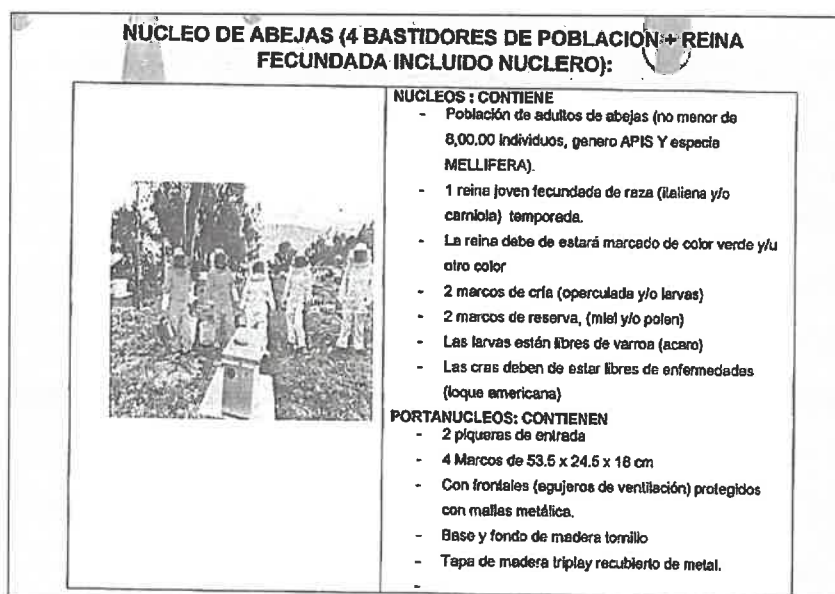 NUCLEO DE ABEJAS (4 BASTIDORES DE POBLACION + REINA
FECUNDADA INCLUIDO NUCLERO):
NUCLEOS : CONTIENE
- Población de adultos de abejas (no menor de
8,00.00 individuos, genero APIS Y especie
MELLIFERA).
- 1 reina joven fecundada de raza (italiana y/o
carniola) temporada.
- La reina debe de estará marcado de color verde y/u
otro color
- 2 marcos de cría (operculada y/o larvas)
- 2 marcos de reserva, (miel y/o polen)
- Las larvas están libres de varroa (acaro)
- Las cras deben de estar libres de enfermedades
(loque americana)
PORTANUCLEOS: CONTIENEN
- 2 piqueras de entrada
- 4 Marcos de 53.5 x 24.5 x 18 cm
- Con frontales (agujeros de ventilación) protegidos
con mallas metálica.
- Base y fondo de madera tornillo
- Tapa de madera triplay recubierto de metal.
-